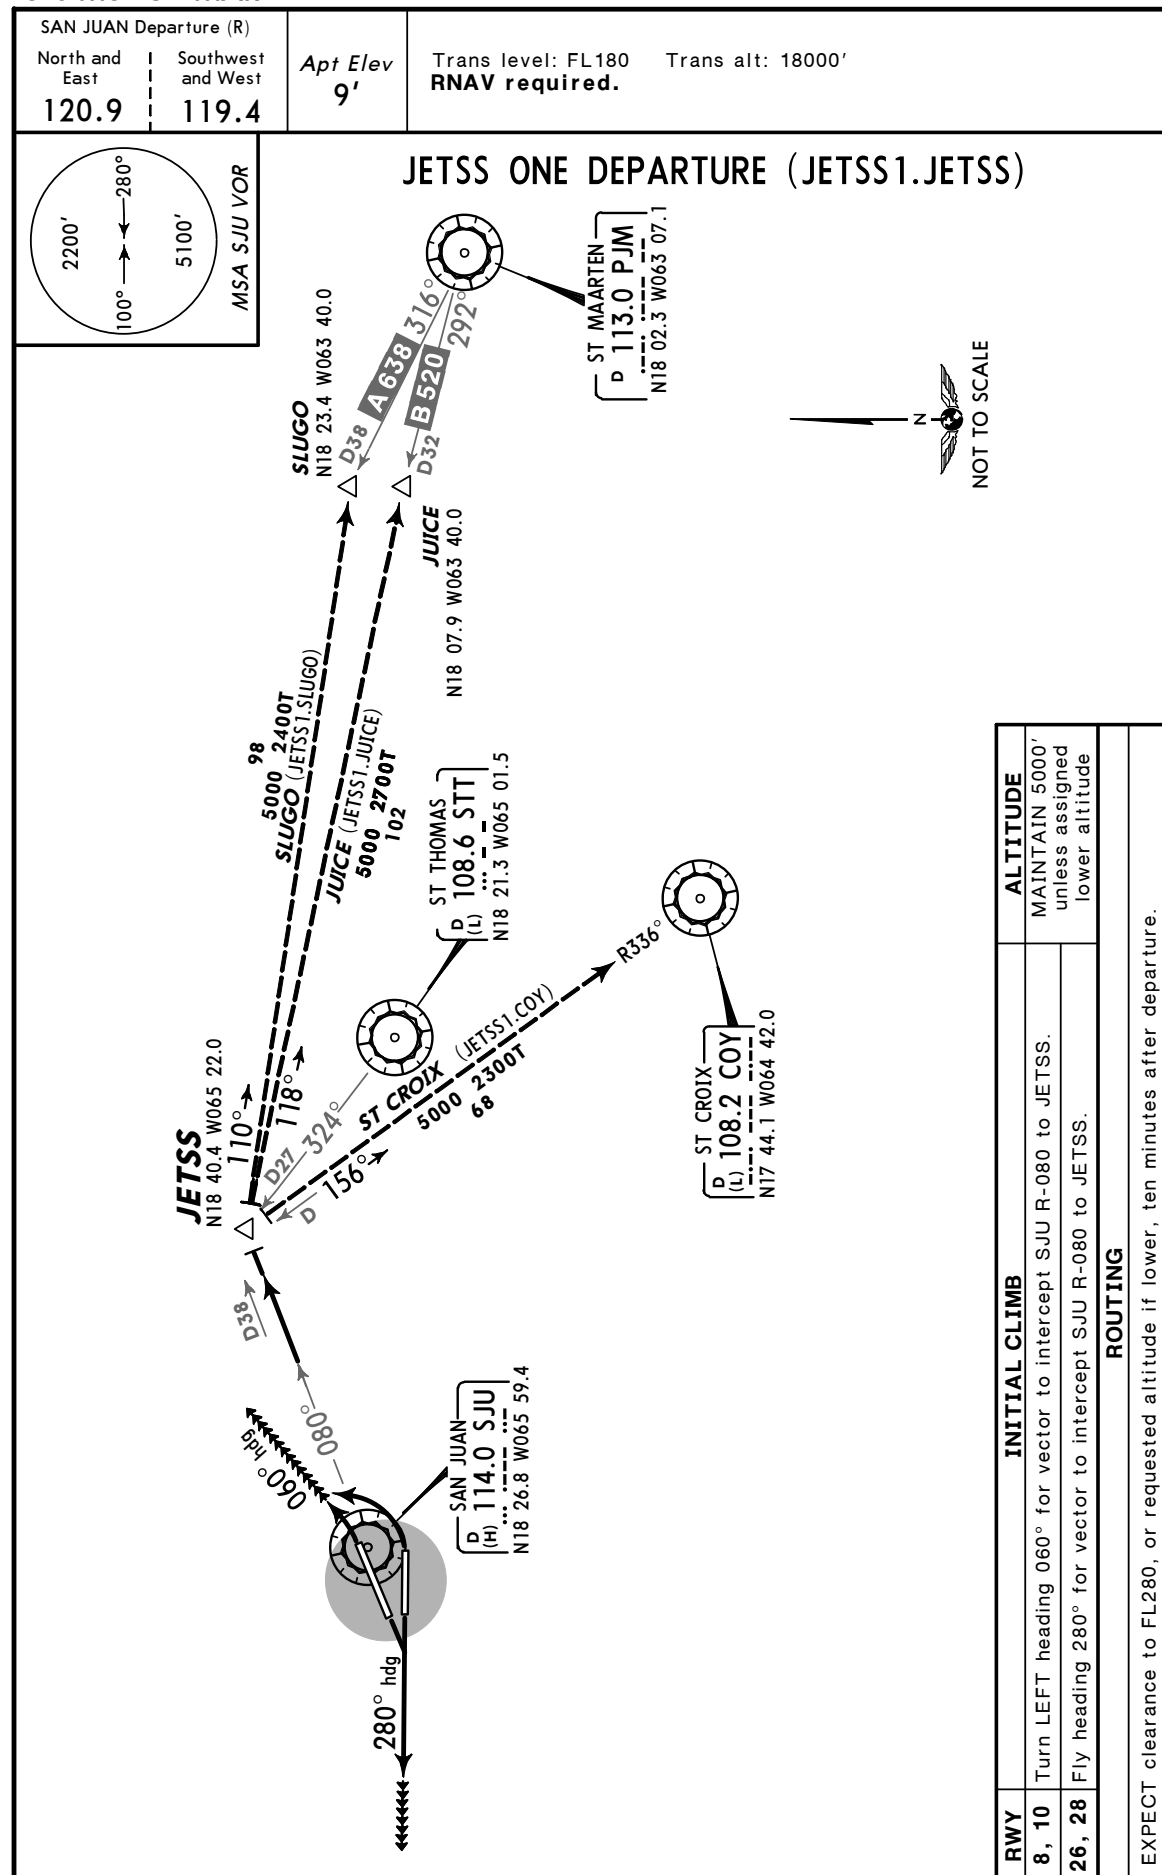 SAN JUAN Departure (R)
North and
East
120.9
Southwest
and West
119.4
Apt Elev
9'
Trans level: FL180 Trans alt: 18000'
RNAV required.
JETSS ONE DEPARTURE (JETSS1.JETSS)
2200'
5100'
100°
280°
MSA SJU VOR
ST MAARTEN
D 113.0 PJM
N18 02.3 W063 07.1
316°
A 638
D38
292°
B 520
D32
SLUGO
N18 23.4 W063 40.0
JUICE
N18 07.9 W063 40.0
N
NOT TO SCALE
98
5000 2400T
SLUGO (JETSS1.SLUGO)
JUICE (JETSS1.JUICE)
5000 2700T
102
ST THOMAS
D
(L) 108.6 STT
N18 21.3 W065 01.5
JETSS
N18 40.4 W065 22.0
110°
118°
D27 324°
D
156°
ST CROIX (JETSS1.COY)
5000 2300T
68
R336°
ST CROIX
D
(L) 108.2 COY
N17 44.1 W064 42.0
D38
080°
060° hdg
SAN JUAN
D
(H) 114.0 SJU
N18 26.8 W065 59.4
280° hdg
RWY INITIAL CLIMB ALTITUDE
8, 10 Turn LEFT heading 060° for vector to intercept SJU R-080 to JETSS.
26, 28 Fly heading 280° for vector to intercept SJU R-080 to JETSS.
MAINTAIN 5000'
unless assigned
lower altitude
ROUTING
EXPECT clearance to FL280, or requested altitude if lower, ten minutes after departure.